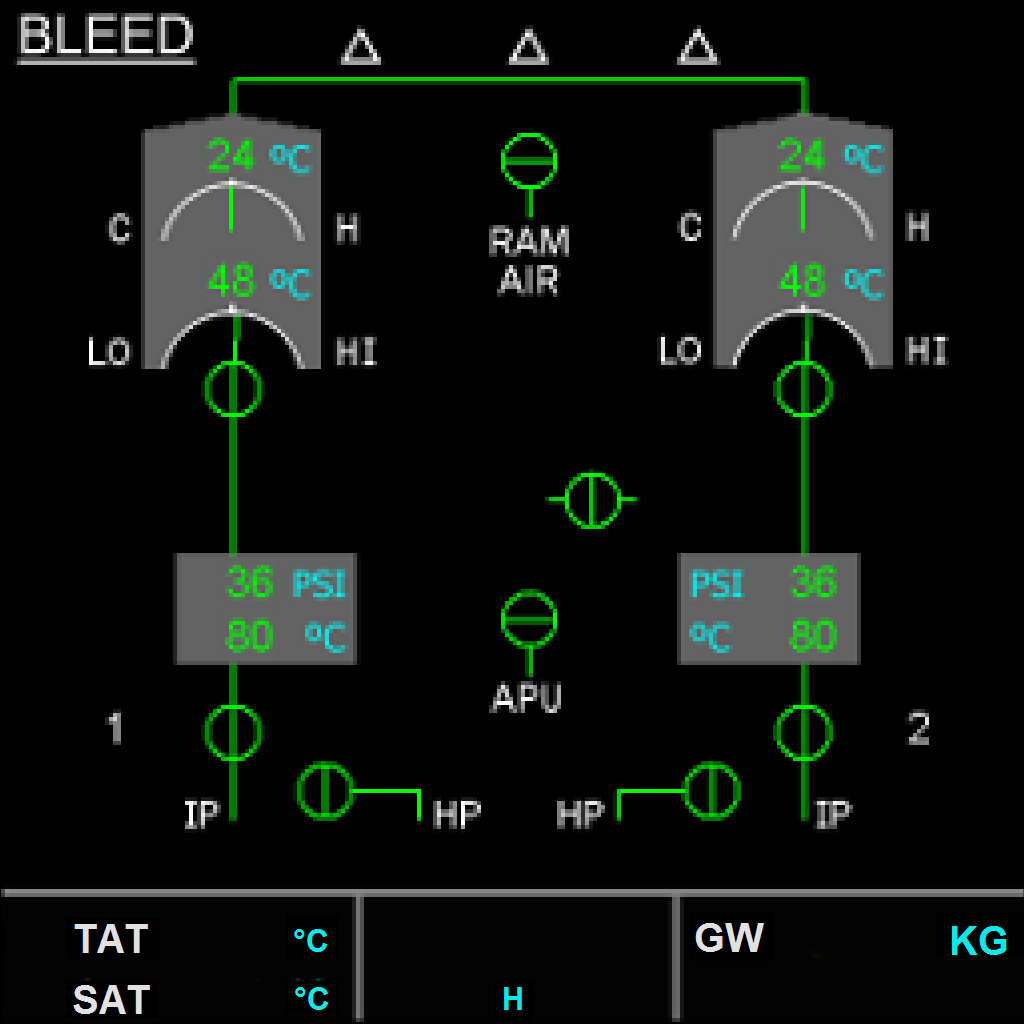 BLEED
24 °C 24 °C
C H C H
RAM
AIR
48 °C 48 °C
LO HI LO HI
36 PSI PSI 36
80 °C °C 80
APU
1 2
IP HP HP IP
TAT °C GW KG
SAT °C H